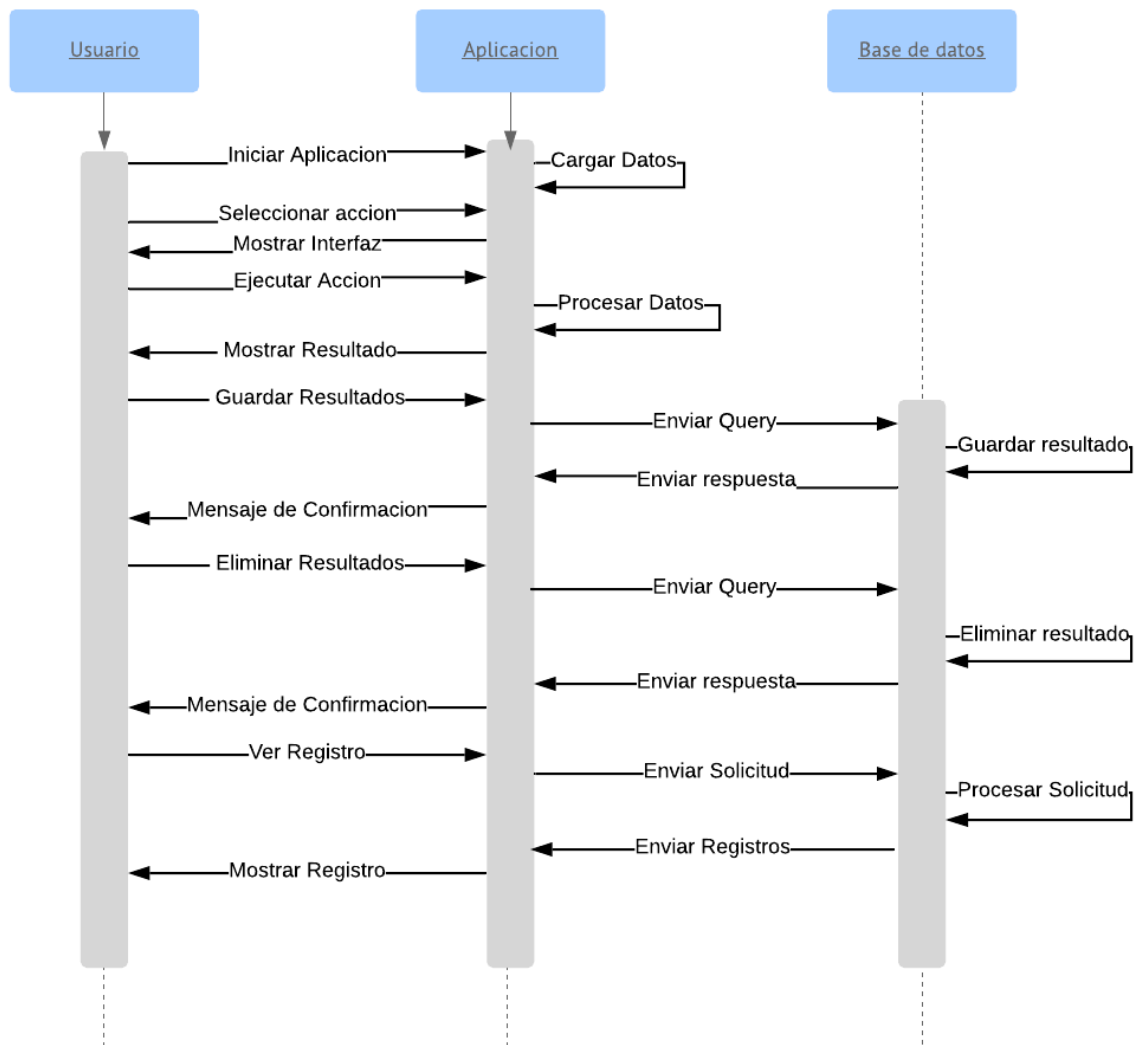 Usuario
Aplicacion
Base de datos
Iniciar Aplicacion
Cargar Datos
Seleccionar accion
Mostrar Interfaz
Ejecutar Accion
Procesar Datos
Mostrar Resultado
Guardar Resultados
Enviar Query
Guardar resultado
Enviar respuesta
Mensaje de Confirmacion
Eliminar Resultados
Enviar Query
Eliminar resultado
Enviar respuesta
Mensaje de Confirmacion
Ver Registro
Enviar Solicitud
Procesar Solicitud
Enviar Registros
Mostrar Registro